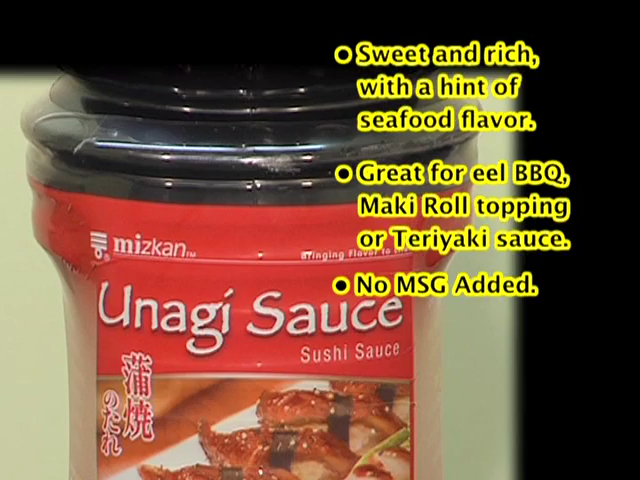 • Sweet and rich,
with a hint of
seafood flavor.
• Great for eel BBQ,
Maki Roll topping
or Teriyaki sauce.
• No MSG Added.
mizkan™
Bringing Flavor to
Unagi Sauce
Sushi Sauce
蒲焼
のたれ